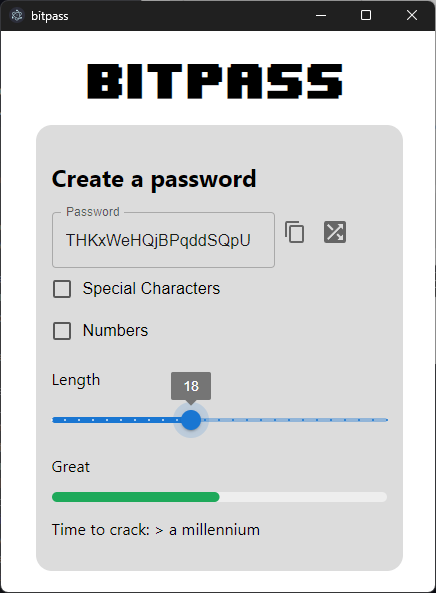 bitpass
BITPASS
Create a password
Password
THKxWeHQjBPqddSQpU
Special Characters
Numbers
Length
18
Great
Time to crack: > a millennium